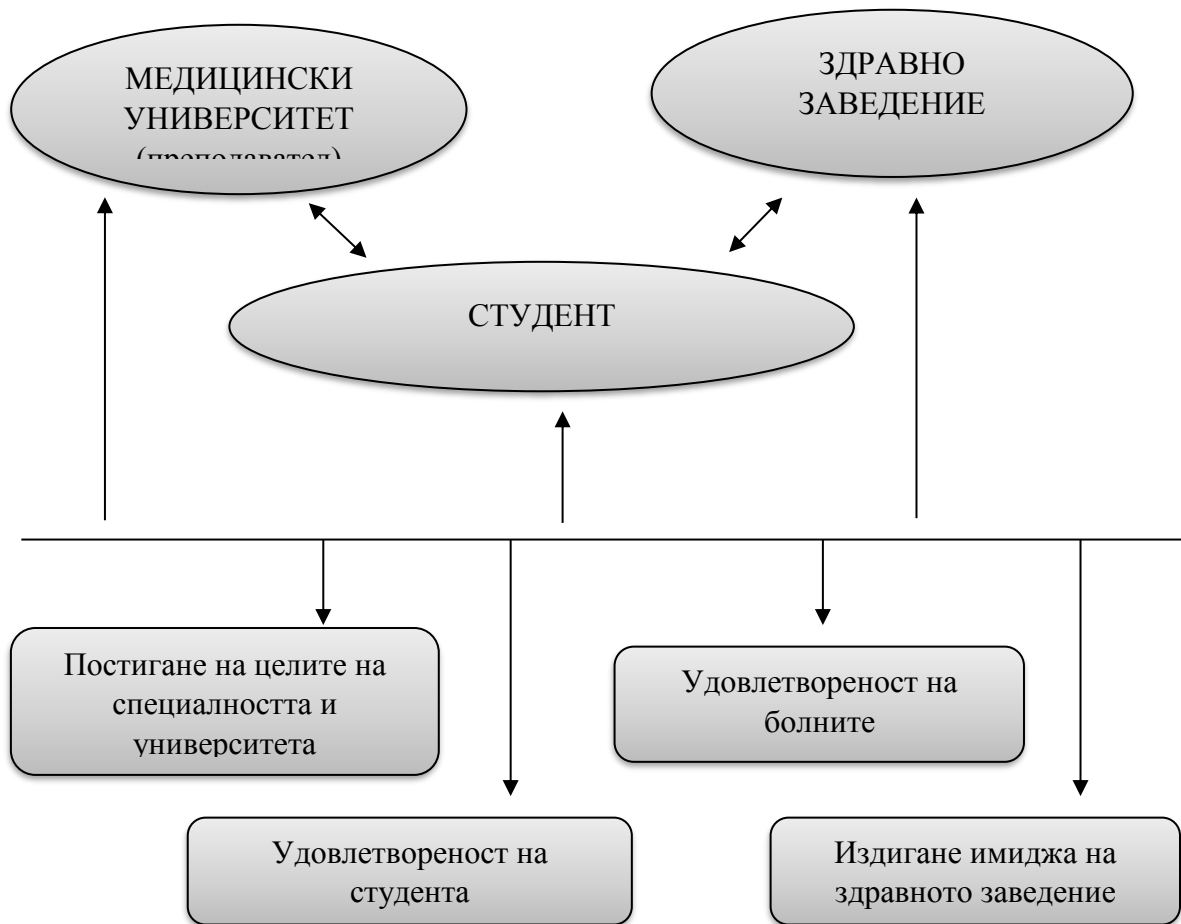 МЕДИЦИНСКИ
УНИВЕРСИТЕТ
(преподавател)
ЗДРАВНО
ЗАВЕДЕНИЕ
СТУДЕНТ
Постигане на целите на
специалността и
университета
Удовлетвореност на
болните
Удовлетвореност на
студента
Издигане имиджа на
здравното заведение